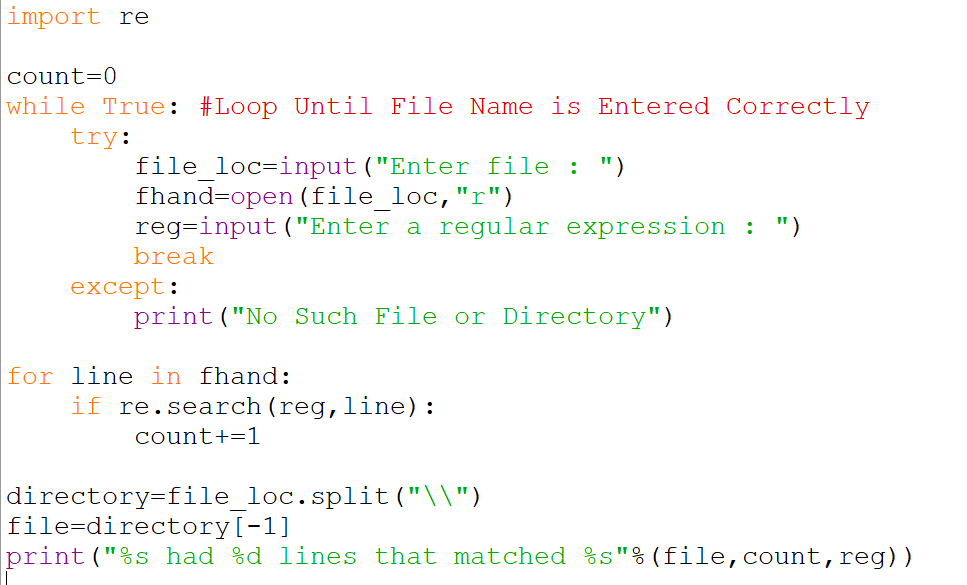 import re

count=0
while True: #Loop Until File Name is Entered Correctly
    try:
        file_loc=input("Enter file : ")
        fhand=open(file_loc,"r")
        reg=input("Enter a regular expression : ")
        break
    except:
        print("No Such File or Directory")

for line in fhand:
    if re.search(reg,line):
        count+=1

directory=file_loc.split("\\")
file=directory[-1]
print("%s had %d lines that matched %s"%(file,count,reg))